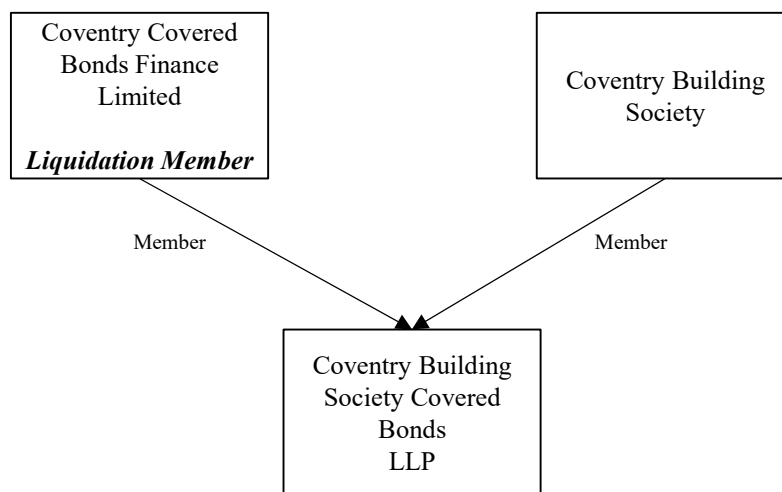 Coventry Covered
Bonds Finance
Limited
Liquidation Member
Coventry Building
Society
Member
Member
Coventry Building
Society Covered
Bonds
LLP